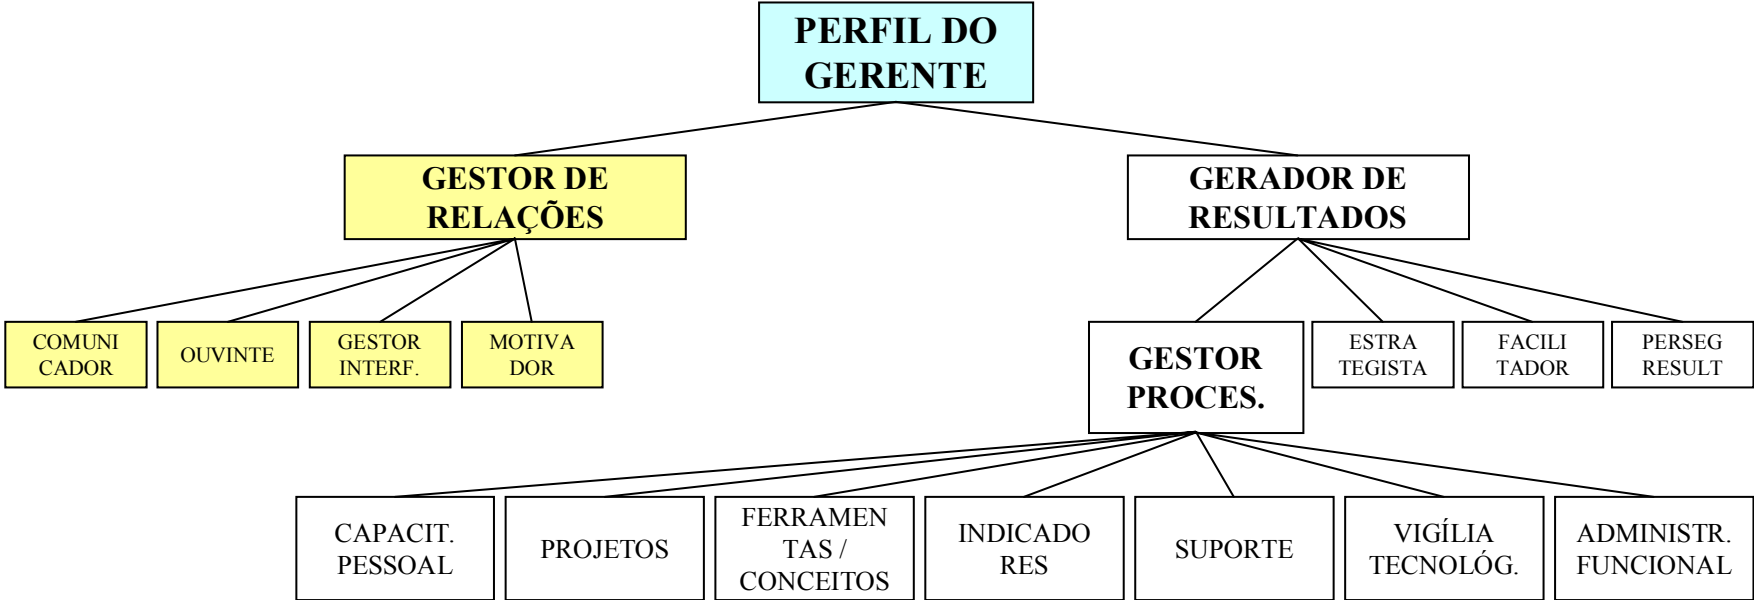 PERFIL DO
GERENTE
GESTOR DE
RELAÇÕES
GERADOR DE
RESULTADOS
COMUNI
CADOR
OUVINTE
GESTOR
INTERF.
MOTIVA
DOR
GESTOR
PROCES.
ESTRA
TEGISTA
FACILI
TADOR
PERSEG
RESULT
CAPACIT.
PESSOAL
PROJETOS
FERRAMEN
TAS /
CONCEITOS
INDICADO
RES
SUPORTE
VIGÍLIA
TECNOLÓG.
ADMINISTR.
FUNCIONAL